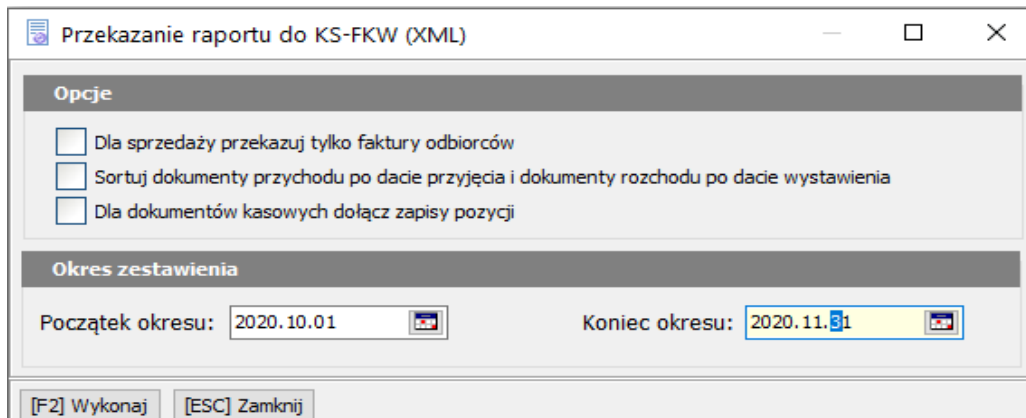 Przekazanie raportu do KS-FKW (XML)
Opcje
Dla sprzedaży przekazuj tylko faktury odbiorców
Sortuj dokumenty przychodu po dacie przyjęcia i dokumenty rozchodu po dacie wystawienia
Dla dokumentów kasowych dołącz zapisy pozycji
Okres zestawienia
Początek okresu: 2020.10.01 Koniec okresu: 2020.11.31
[F2] Wykonaj [ESC] Zamknij